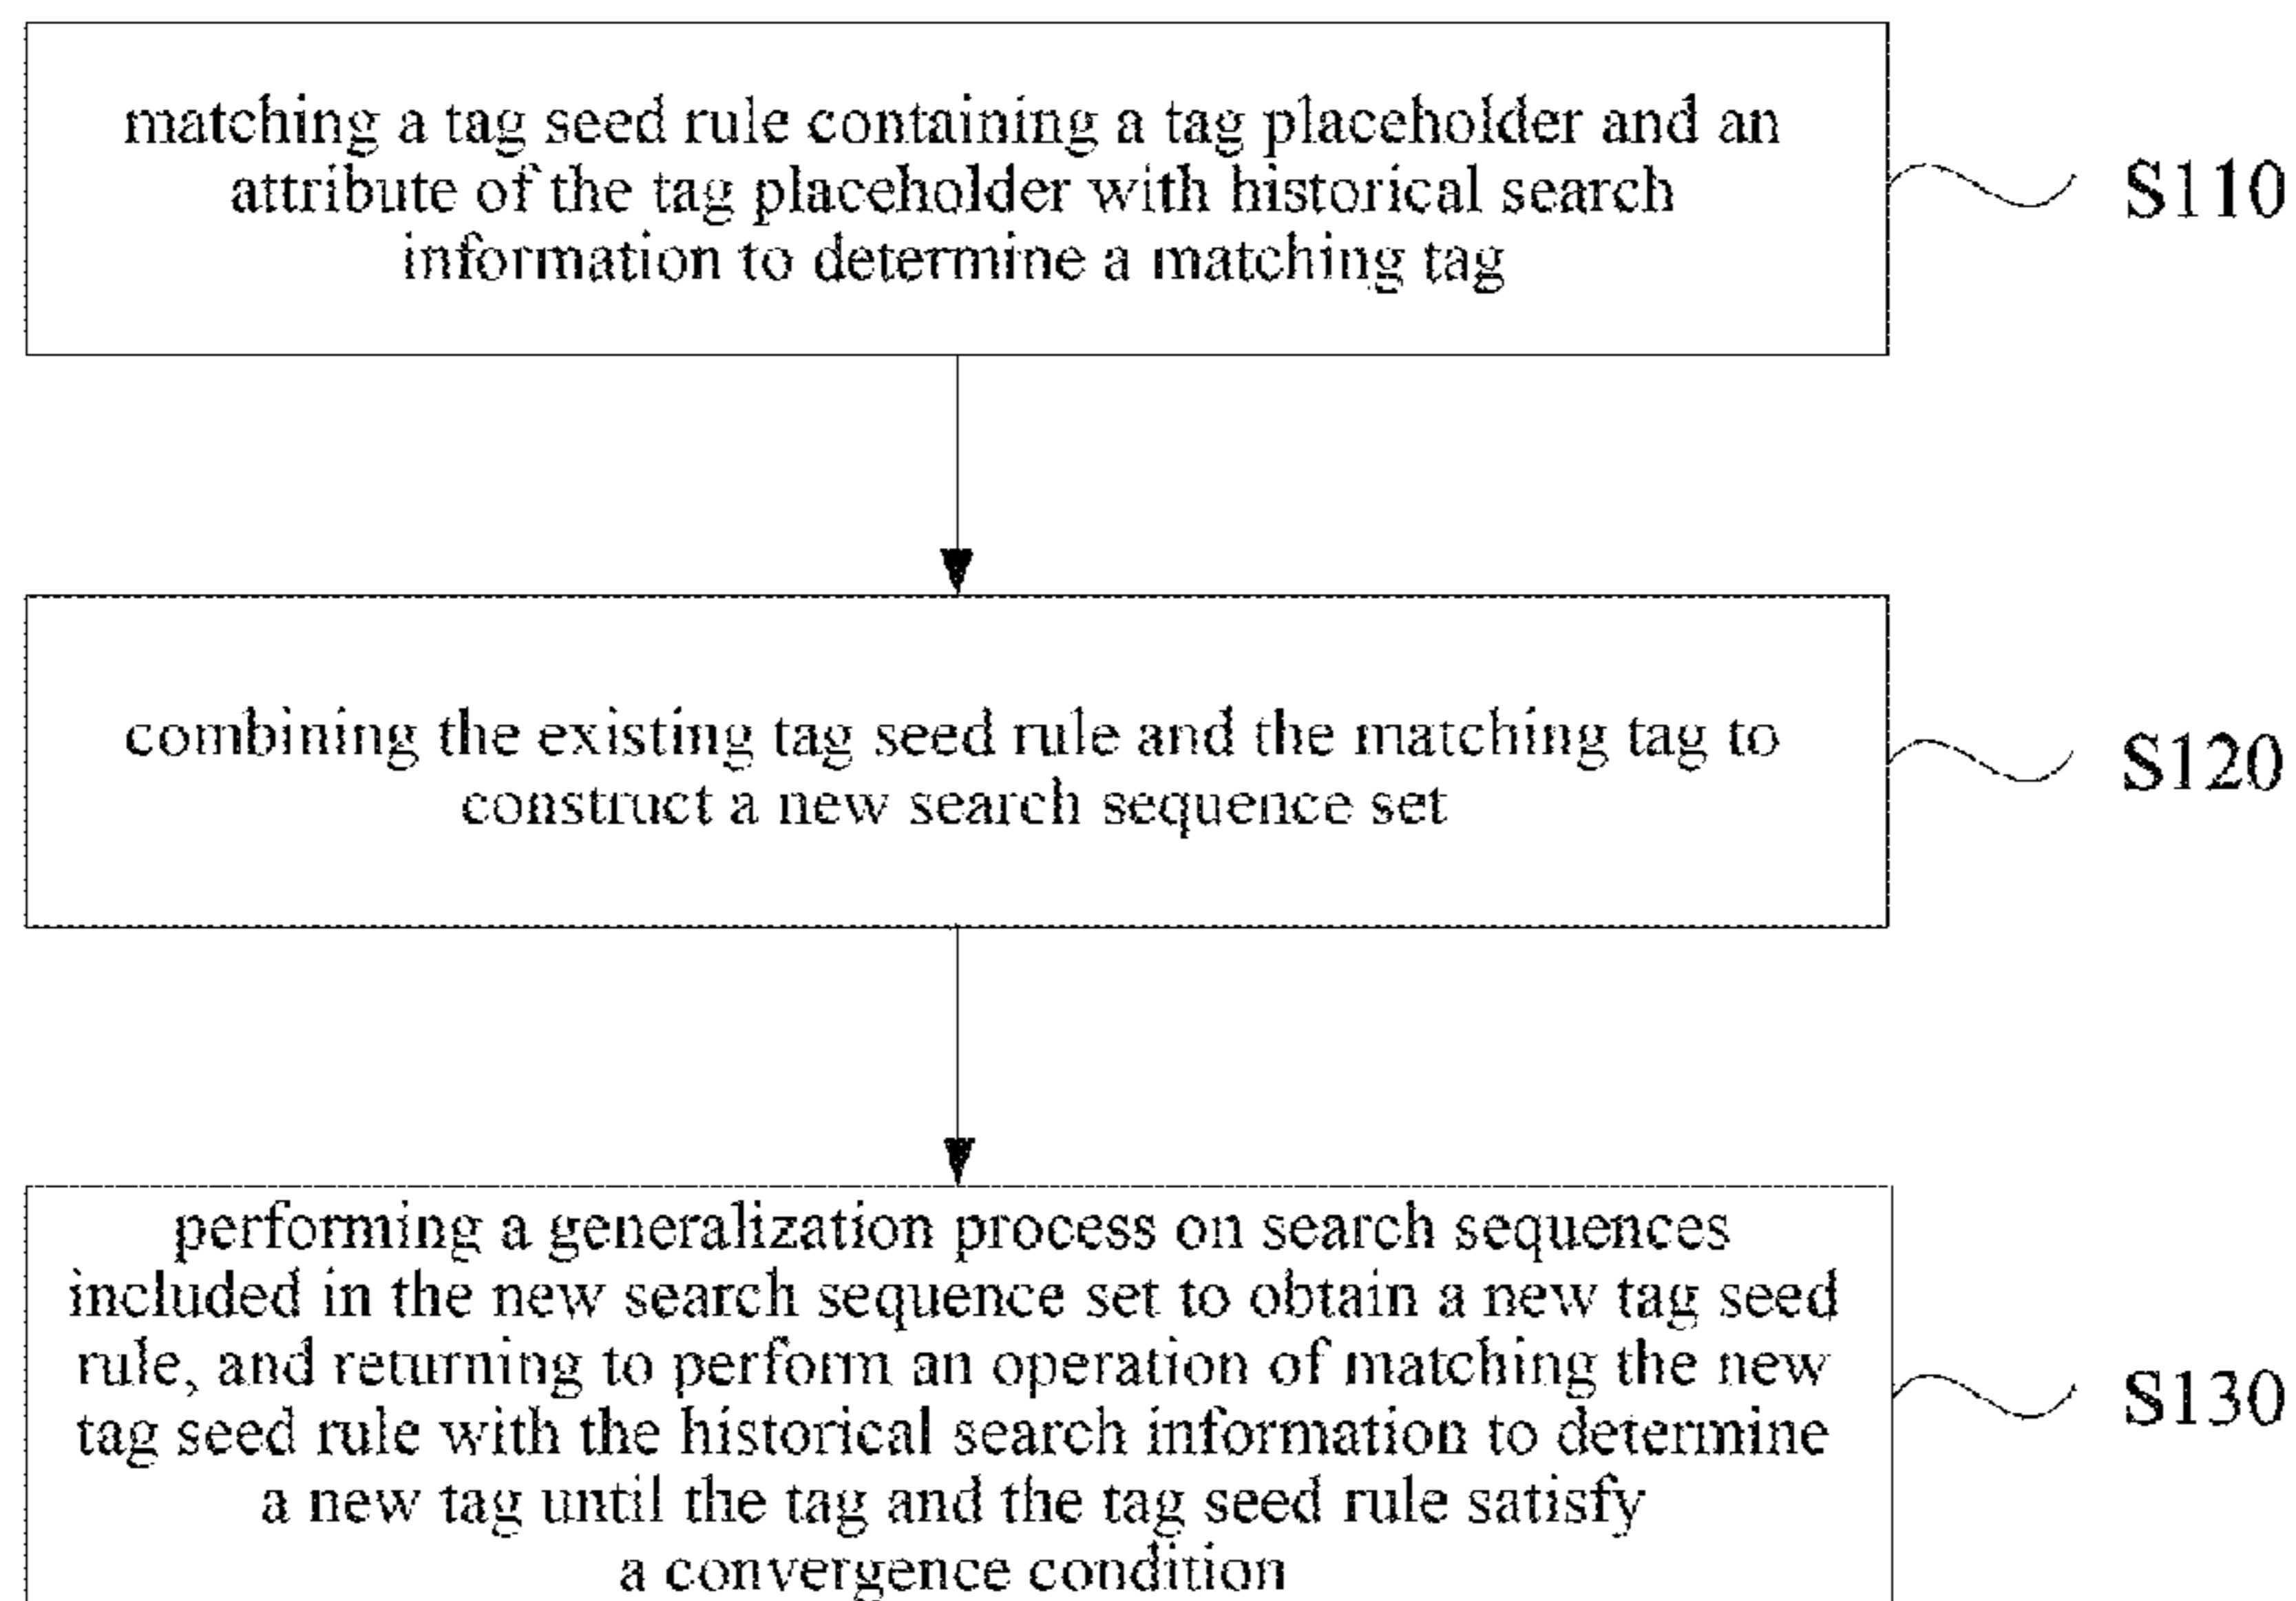 matching a tag seed rule containing a tag placeholder and an
attribute of the tag placeholder with historical search
information to determine a matching tag
S110
combining the existing tag seed rule and the matching tag to
construct a new search sequence set
S120
performing a generalization process on search sequences
included in the new search sequence set to obtain a new tag seed
rule, and returning to perform an operation of matching the new
tag seed rule with the historical search information to determine
a new tag until the tag and the tag seed rule satisfy
a convergence condition
S130